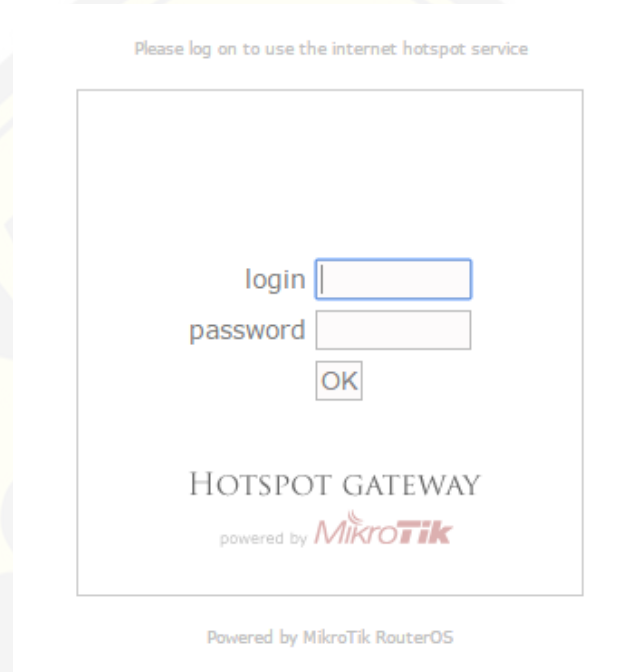 Please log on to use the internet hotspot service
login
password
OK
HOTSPOT GATEWAY
powered by MikroTik
Powered by MikroTik RouterOS